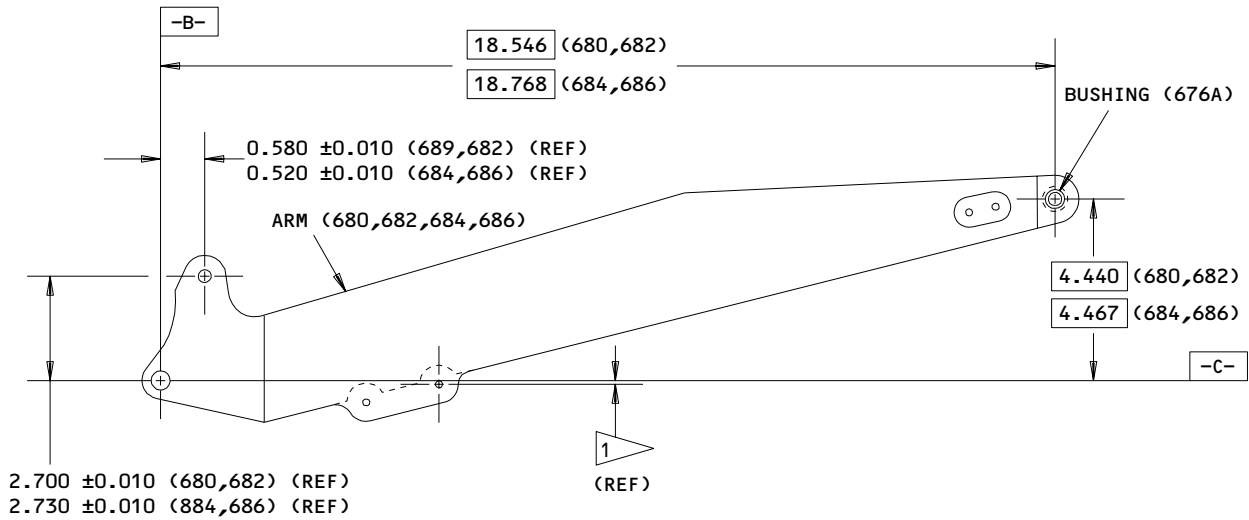 -B-
18.546 (680,682)
18.768 (684,686)
BUSHING (676A)
0.580 ±0.010 (689,682) (REF)
0.520 ±0.010 (684,686) (REF)
ARM (680,682,684,686)
4.440 (680,682)
4.467 (684,686)
-C-
1
(REF)
2.700 ±0.010 (680,682) (REF)
2.730 ±0.010 (884,686) (REF)